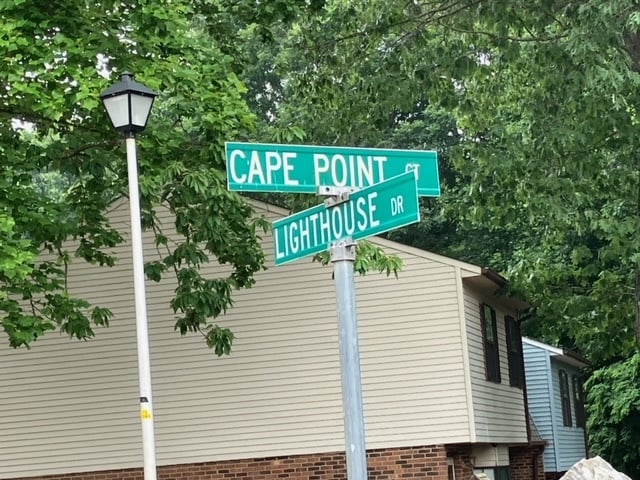 CAPE POINT CT
LIGHTHOUSE DR